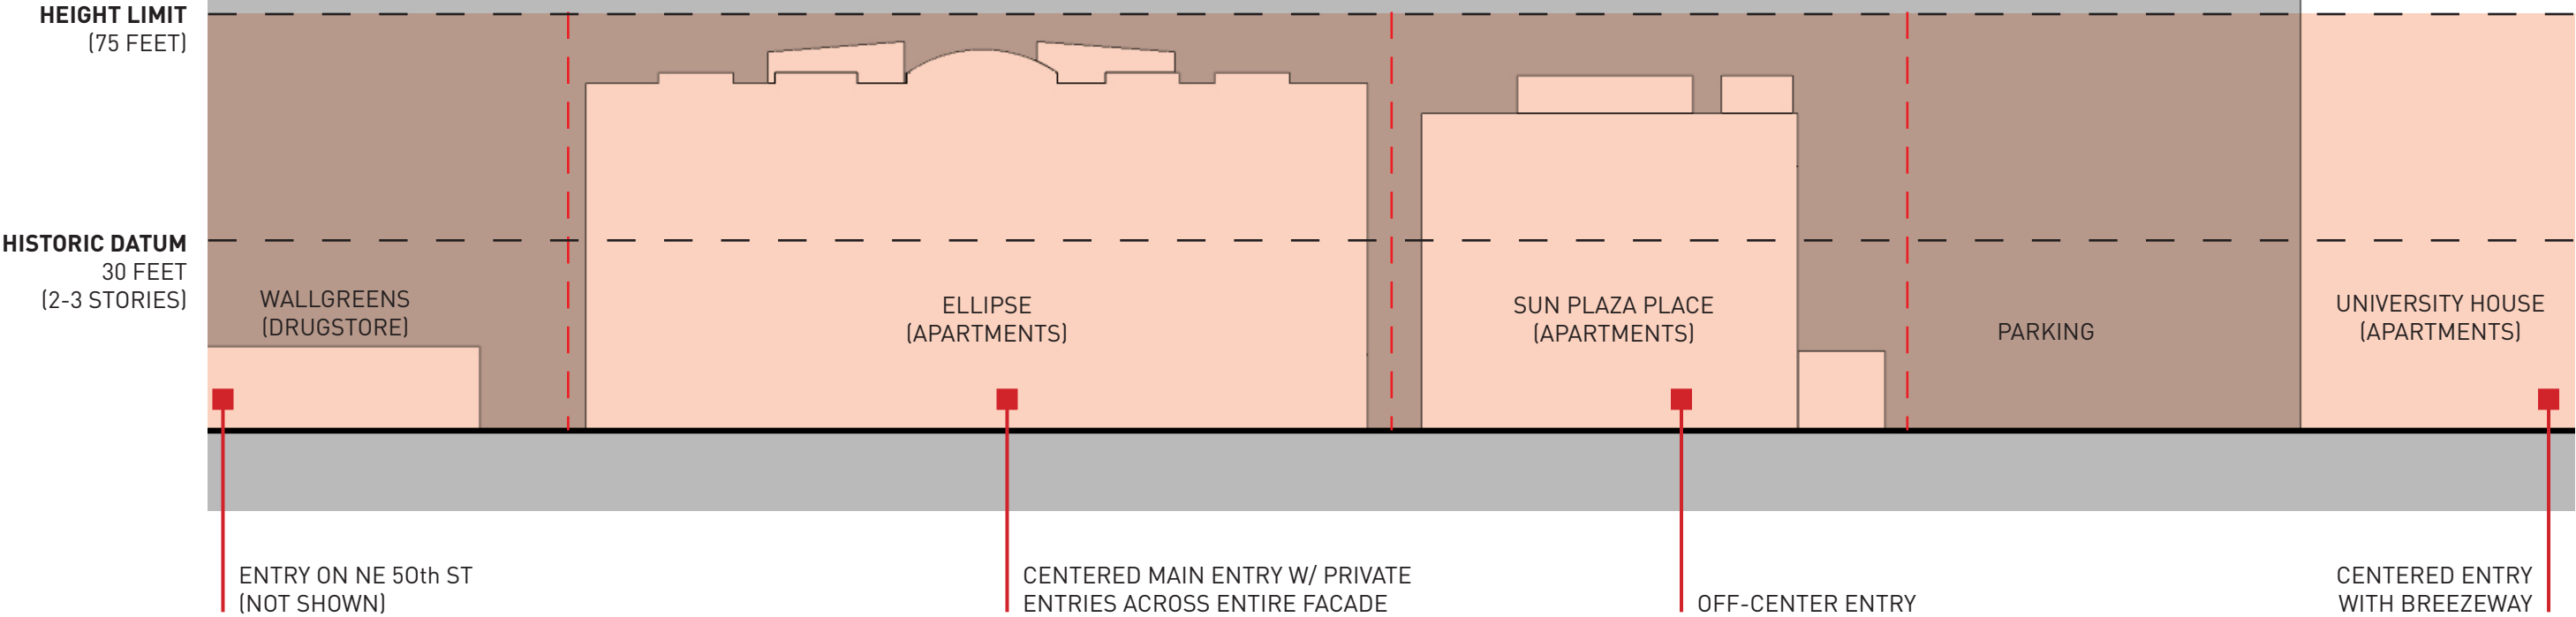 HEIGHT LIMIT
(75 FEET)
HISTORIC DATUM
30 FEET
(2-3 STORIES)
WALLGREENS
(DRUGSTORE)
ELLIPSE
(APARTMENTS)
SUN PLAZA PLACE
(APARTMENTS)
PARKING
UNIVERSITY HOUSE
(APARTMENTS)
ENTRY ON NE 50th ST
(NOT SHOWN)
CENTERED MAIN ENTRY W/ PRIVATE
ENTRIES ACROSS ENTIRE FACADE
OFF-CENTER ENTRY
CENTERED ENTRY
WITH BREEZEWAY